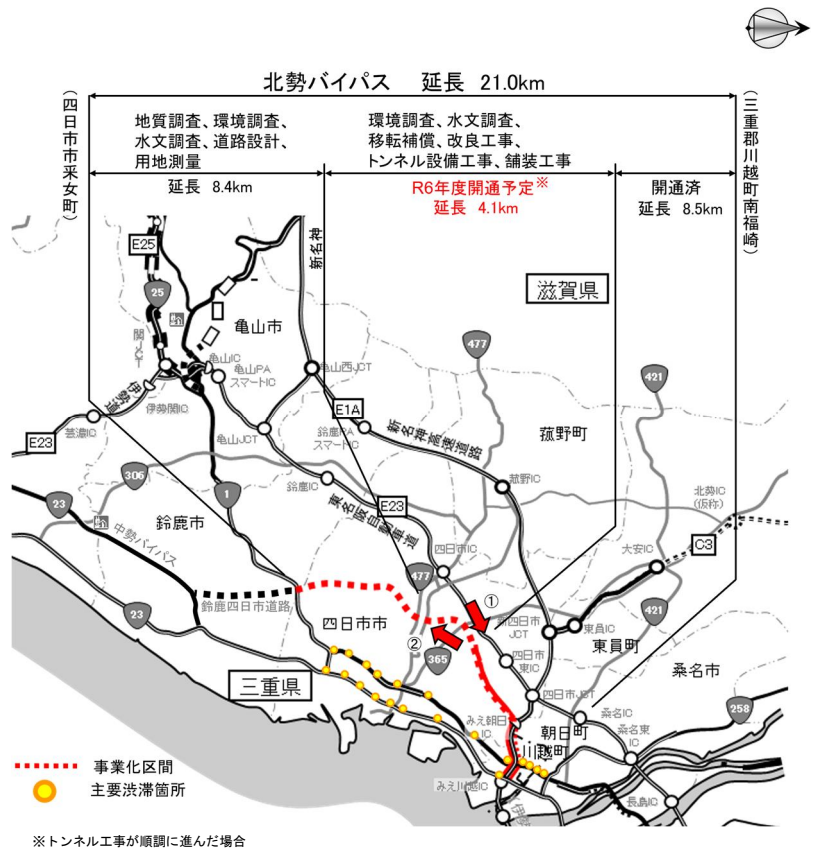 北勢バイパス 延長 21.0km
(四日市市采女町)
(三重郡川越町南福崎)
地質調査、環境調査、
水文調査、道路設計、
用地測量
延長 8.4km
環境調査、水文調査、
移転補償、改良工事、
トンネル設備工事、舗装工事
R6年度開通予定※
延長 4.1km
開通済
延長 8.5km
E25
新名神
滋賀県
25
亀山市
477
421
亀山IC
亀山PA
スマートIC
亀山西JCT
伊勢道
伊勢関IC
E1A
芸濃IC
E23
亀山JCT
鈴鹿PA
スマートIC
新名神高速道路
菰野町
306
鈴鹿IC
菰野IC
北勢IC
(仮称)
23
1
E23
東名阪自動車道
鈴鹿市
中勢バイパス
四日市IC
大安IC
C3
477
鈴鹿四日市道路
①
421
23
四日市市
新四日市
JCT
東員IC
②
365
四日市
東IC
東員町
桑名市
三重県
四日市JCT
258
桑名IC
みえ朝日
IC
朝日町
桑名東
IC
川越町
みえ川越IC
長島IC
伊勢
事業化区間
主要渋滞箇所
※トンネル工事が順調に進んだ場合